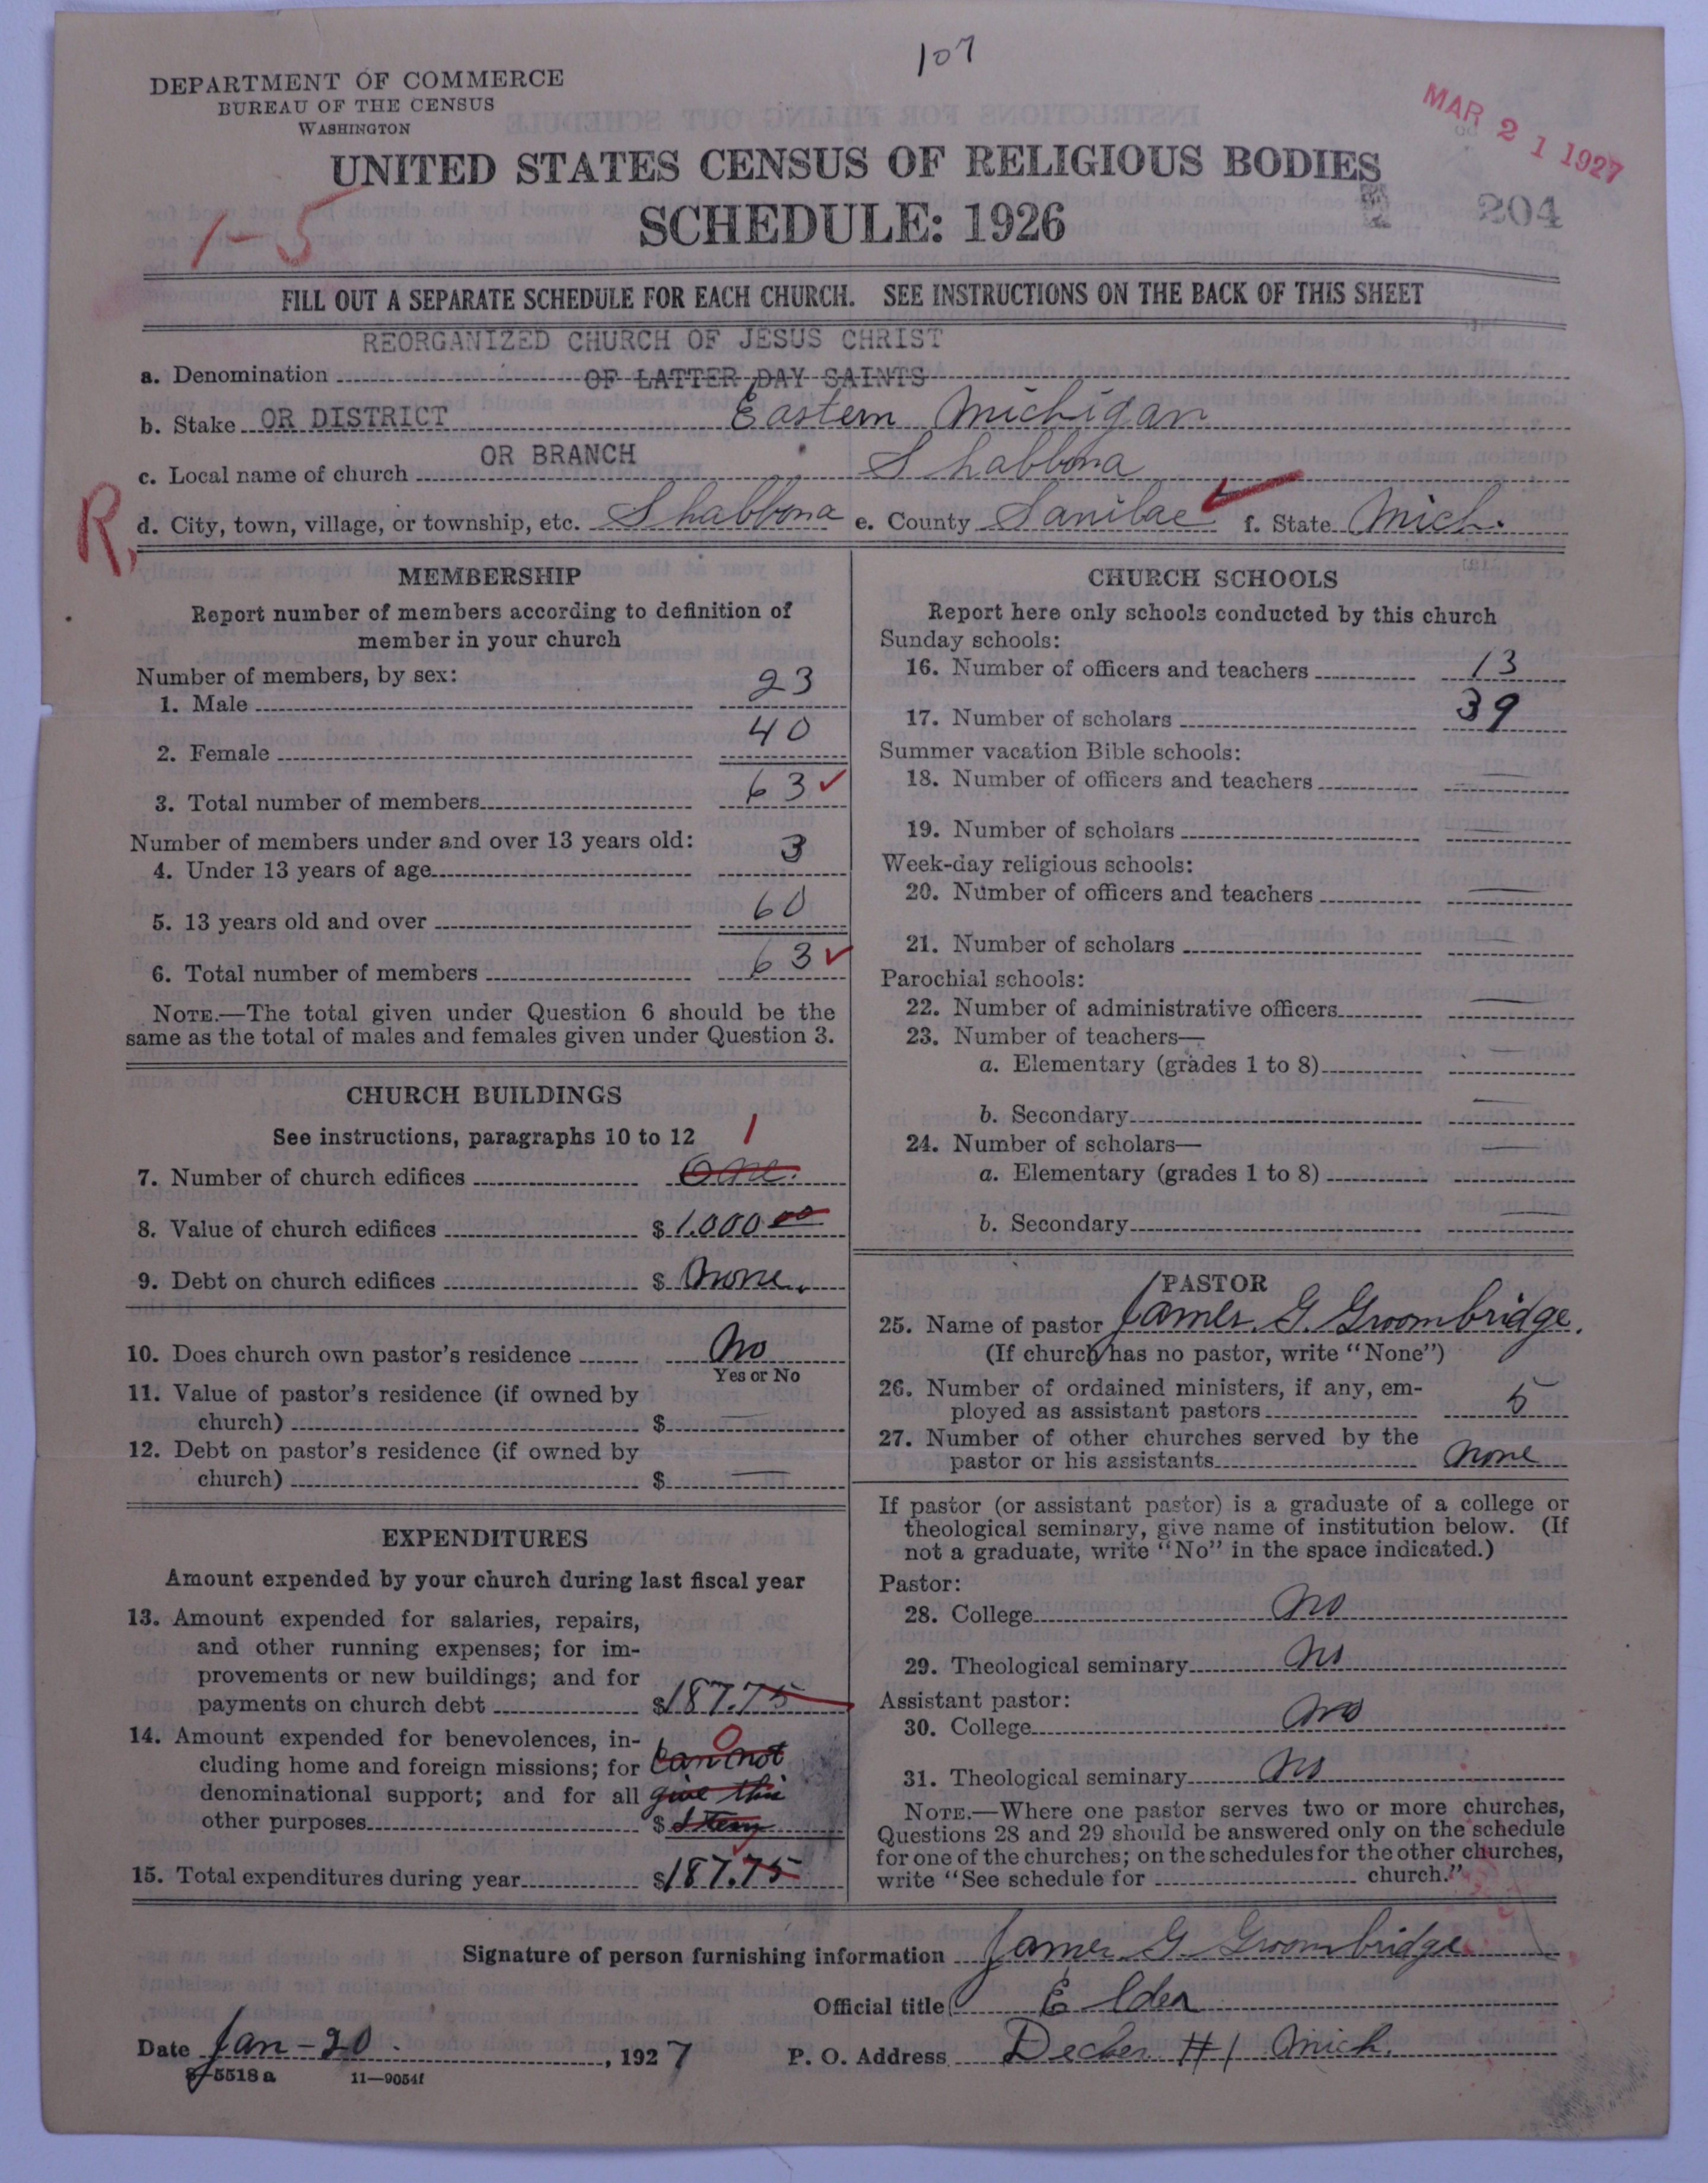 107
DEPARTMENT OF COMMERCE
BUREAU OF THE CENSUS
WASHINGTON
MAR 21 1927
UNITED STATES CENSUS OF RELIGIOUS BODIES
SCHEDULE: 1926
204
1-5
FILL OUT A SEPARATE SCHEDULE FOR EACH CHURCH. SEE INSTRUCTIONS ON THE BACK OF THIS SHEET
REORGANIZED CHURCH OF JESUS CHRIST
a. Denomination OF LATTER DAY SAINTS
b. Stake OR DISTRICT Eastern Michigan
c. Local name of church OR BRANCH Shabbona
R,
d. City, town, village, or township, etc. Shabbona e. County Sanilac f. State Mich.
MEMBERSHIP
Report number of members according to definition of
member in your church
Number of members, by sex:
1. Male 23
2. Female 40
3. Total number of members 63 ✓
Number of members under and over 13 years old:
4. Under 13 years of age 3
5. 13 years old and over 60
6. Total number of members 63 ✓
NOTE.—The total given under Question 6 should be the
same as the total of males and females given under Question 3.
CHURCH BUILDINGS
See instructions, paragraphs 10 to 12 1
7. Number of church edifices One.
8. Value of church edifices $ 1.000 00
9. Debt on church edifices $ None.
10. Does church own pastor's residence No
Yes or No
11. Value of pastor's residence (if owned by
church) $ —
12. Debt on pastor's residence (if owned by
church) $ —
EXPENDITURES
Amount expended by your church during last fiscal year
13. Amount expended for salaries, repairs,
and other running expenses; for im-
provements or new buildings; and for
payments on church debt $187.75
14. Amount expended for benevolences, in- 0
cluding home and foreign missions; for can not
denominational support; and for all give this
other purposes $ Item
15. Total expenditures during year $187.75
CHURCH SCHOOLS
Report here only schools conducted by this church
Sunday schools:
16. Number of officers and teachers 13
17. Number of scholars 39
Summer vacation Bible schools:
18. Number of officers and teachers —
19. Number of scholars —
Week-day religious schools:
20. Number of officers and teachers —
21. Number of scholars —
Parochial schools:
22. Number of administrative officers —
23. Number of teachers—
a. Elementary (grades 1 to 8) —
b. Secondary —
24. Number of scholars—
a. Elementary (grades 1 to 8) —
b. Secondary —
PASTOR
25. Name of pastor James. G. Groombridge.
(If church has no pastor, write "None")
26. Number of ordained ministers, if any, em-
ployed as assistant pastors 5
27. Number of other churches served by the
pastor or his assistants None
If pastor (or assistant pastor) is a graduate of a college or
theological seminary, give name of institution below. (If
not a graduate, write "No" in the space indicated.)
Pastor:
28. College No
29. Theological seminary No
Assistant pastor:
30. College No
31. Theological seminary No
NOTE.—Where one pastor serves two or more churches,
Questions 28 and 29 should be answered only on the schedule
for one of the churches; on the schedules for the other churches,
write "See schedule for church."
Signature of person furnishing information James G. Groombridge
Official title Elder
Date Jan - 20. , 1927 P. O. Address Decker #1 Mich.
8-5518a 11—9054f